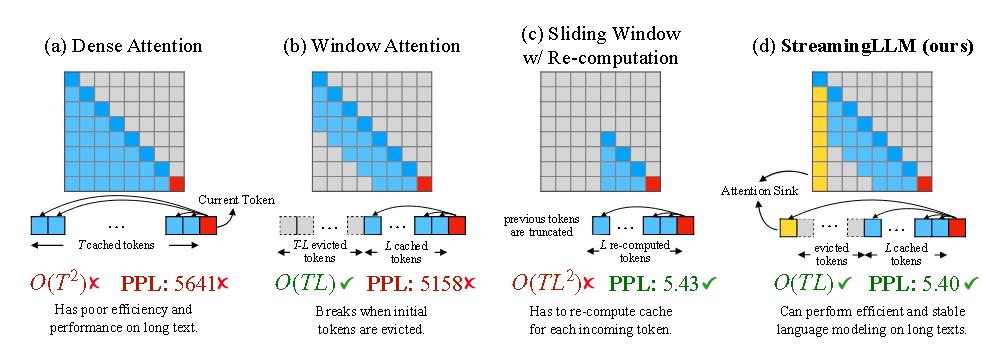 (a) Dense Attention
(b) Window Attention
(c) Sliding Window
w/ Re-computation
(d) StreamingLLM (ours)
Current Token
...
T cached tokens
...
T-L evicted
tokens
L cached
tokens
previous tokens
are truncated
L re-computed
tokens
Attention Sink
...
evicted
tokens
L cached
tokens
O(T²)✘ PPL: 5641✘
Has poor efficiency and
performance on long text.
O(TL)✓ PPL: 5158✘
Breaks when initial
tokens are evicted.
O(TL²)✘ PPL: 5.43✓
Has to re-compute cache
for each incoming token.
O(TL)✓ PPL: 5.40✓
Can perform efficient and stable
language modeling on long texts.